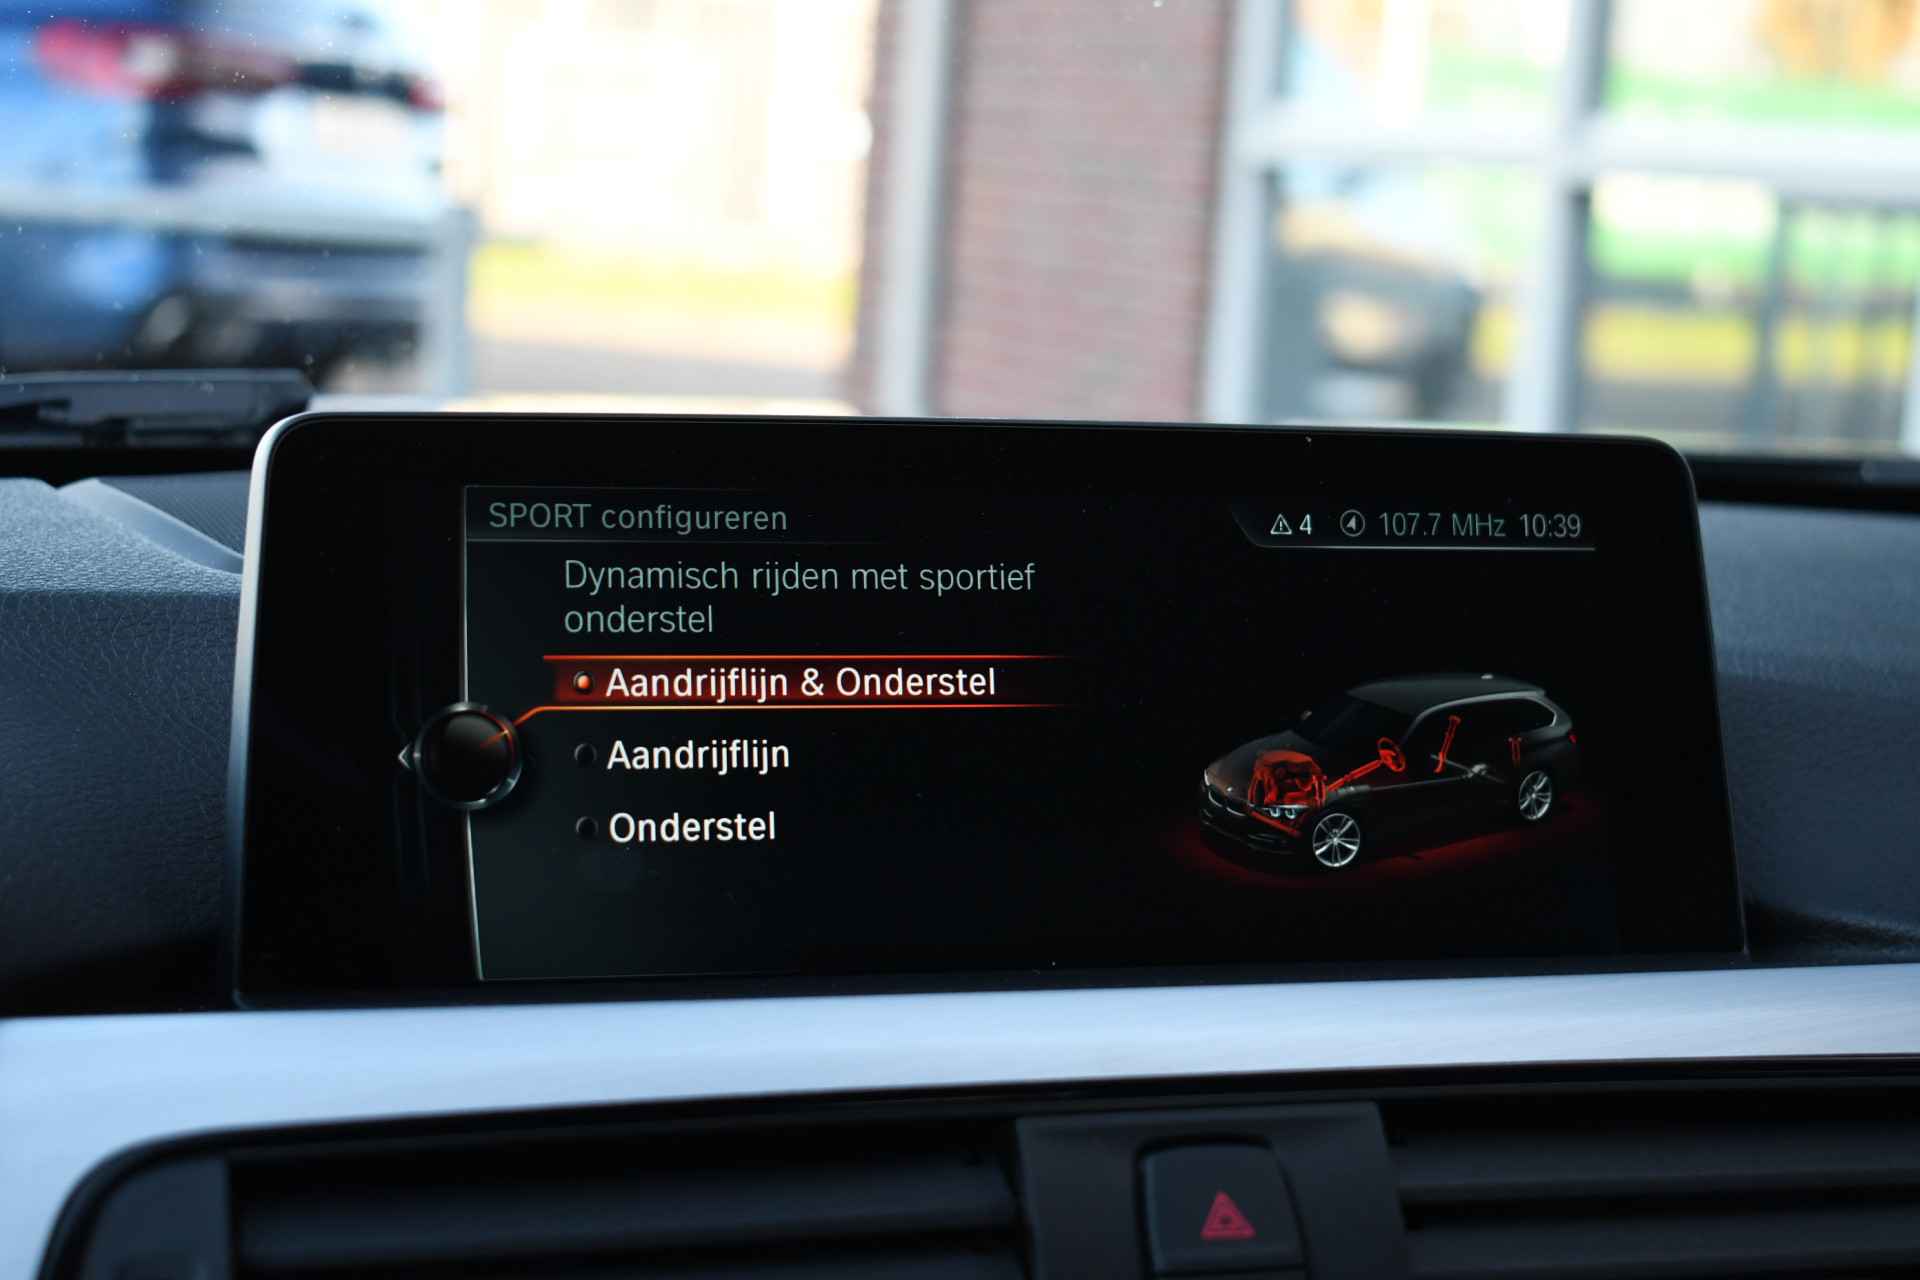 SPORT configureren
4 107.7 MHz 10:39
Dynamisch rijden met sportief
onderstel
Aandrijflijn & Onderstel
Aandrijflijn
Onderstel